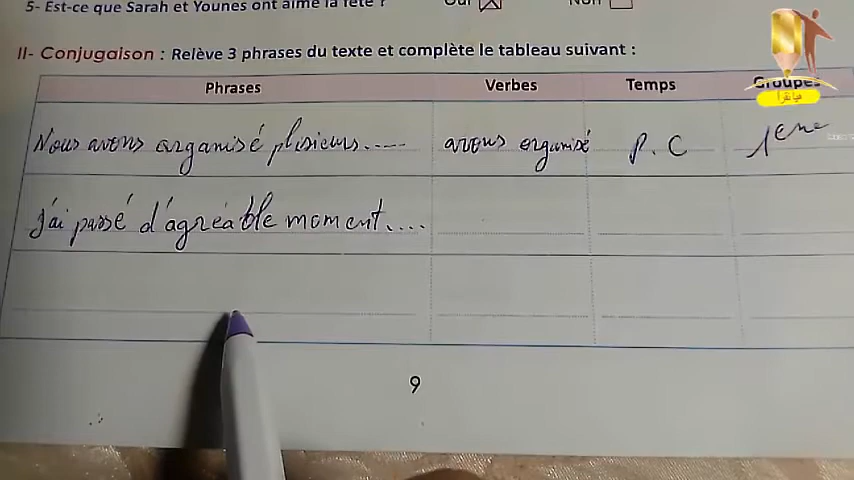 5- Est-ce que Sarah et Younes ont aimé la fête ? Oui Non
II- Conjugaison : Relève 3 phrases du texte et complète le tableau suivant :
Phrases Verbes Temps Groupes
Nous avons organisé plusieurs..... avons organisé P.C 1ème
J'ai passé d'agréable moment....
9